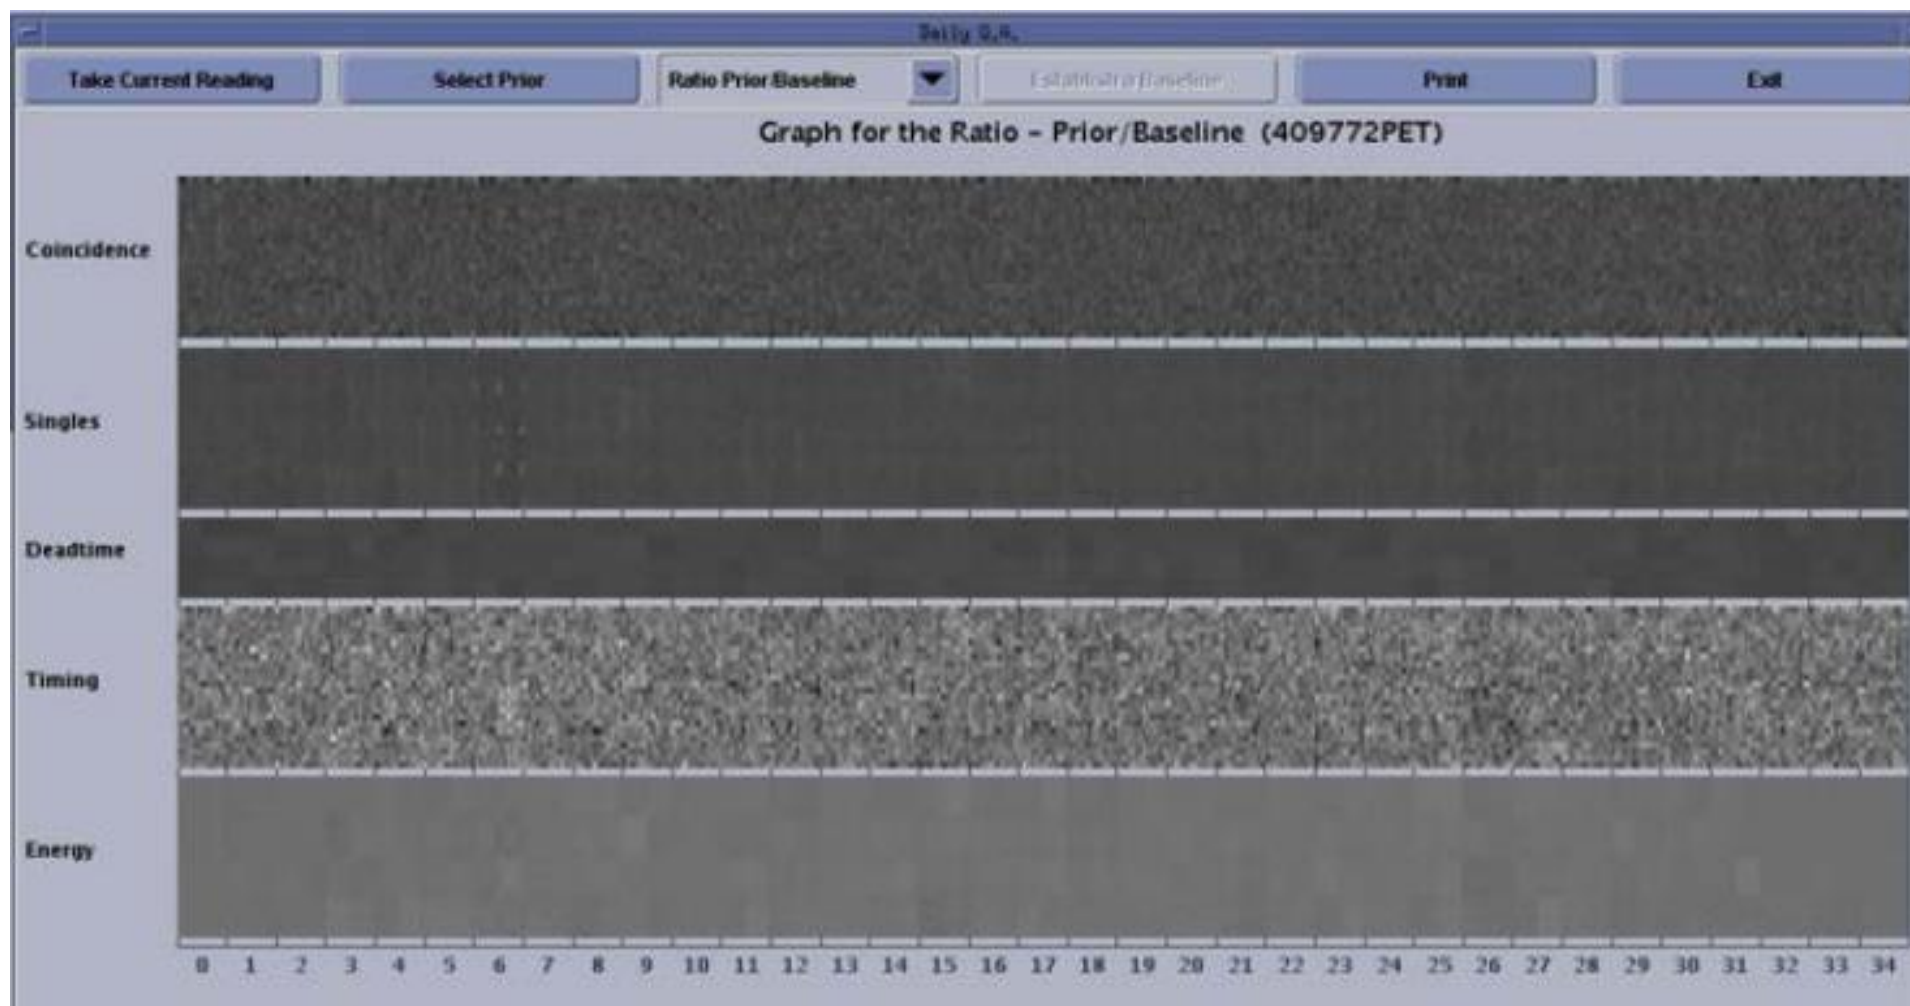 Daily Q.A.
Take Current Reading Select Prior Ratio Prior/Baseline Print Exit
Graph for the Ratio - Prior/Baseline (409772PET)
Coincidence
Singles
Deadtime
Timing
Energy
0 1 2 3 4 5 6 7 8 9 10 11 12 13 14 15 16 17 18 19 20 21 22 23 24 25 26 27 28 29 30 31 32 33 34